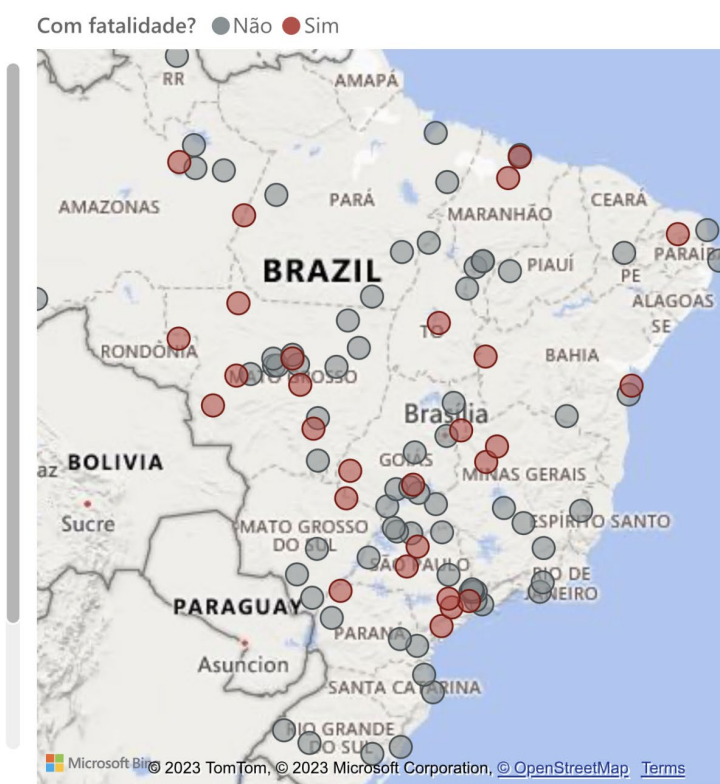 Com fatalidade? Não Sim
RR
AMAPÁ
AMAZONAS
PARÁ
MARANHÃO
CEARÁ
BRAZIL
PIAUÍ
PARAÍB
PE
ALAGOAS
SE
TO
RONDÔNIA
BAHIA
MATO GROSSO
Brasília
az
BOLIVIA
GOIÁS
MINAS GERAIS
Sucre
MATO GROSSO
DO SUL
ESPÍRITO SANTO
SÃO PAULO
RIO DE
JANEIRO
PARAGUAY
PARANÁ
Asuncion
SANTA CATARINA
RIO GRANDE
DO SUL
Microsoft Bing
© 2023 TomTom, © 2023 Microsoft Corporation, © OpenStreetMap Terms